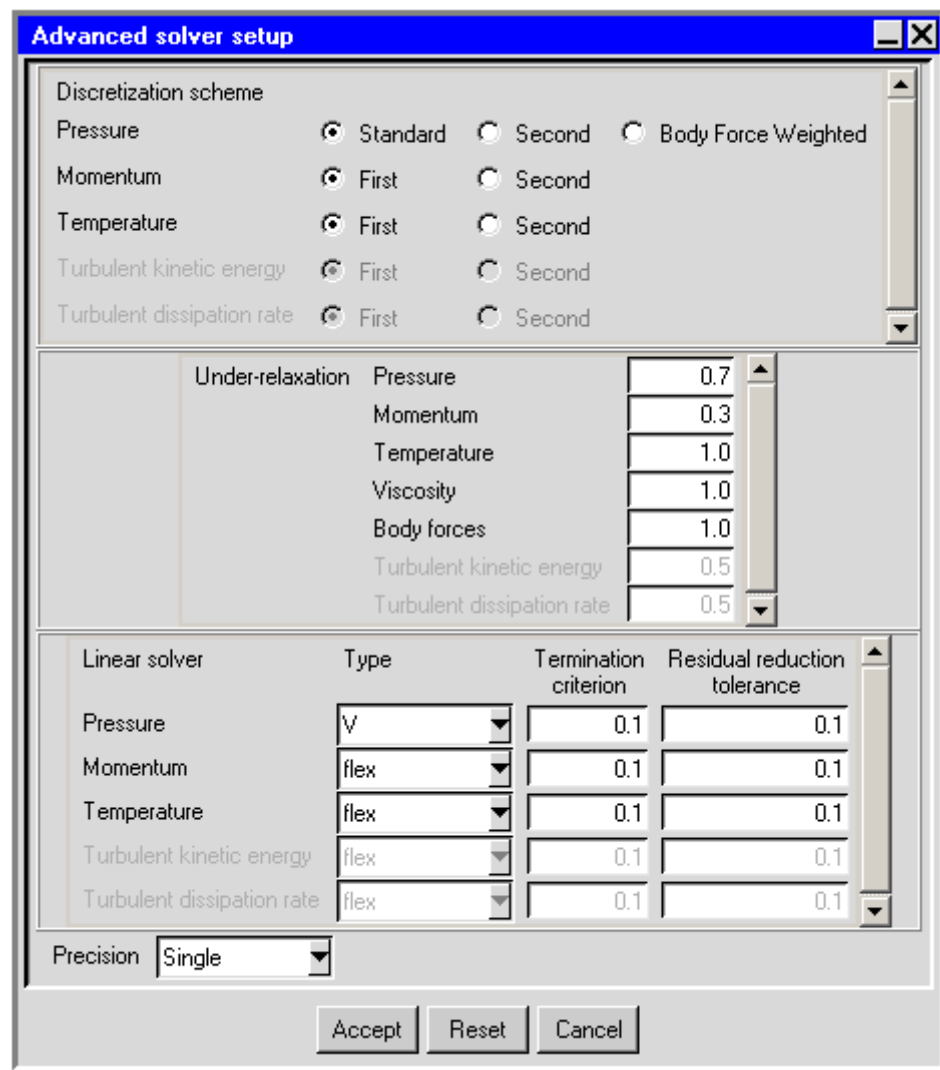 Advanced solver setup
Discretization scheme
Pressure Standard Second Body Force Weighted
Momentum First Second
Temperature First Second
Turbulent kinetic energy First Second
Turbulent dissipation rate First Second
Under-relaxation Pressure 0.7
Momentum 0.3
Temperature 1.0
Viscosity 1.0
Body forces 1.0
Turbulent kinetic energy 0.5
Turbulent dissipation rate 0.5
Linear solver Type Termination criterion Residual reduction tolerance
Pressure V 0.1 0.1
Momentum flex 0.1 0.1
Temperature flex 0.1 0.1
Turbulent kinetic energy flex 0.1 0.1
Turbulent dissipation rate flex 0.1 0.1
Precision Single
Accept Reset Cancel